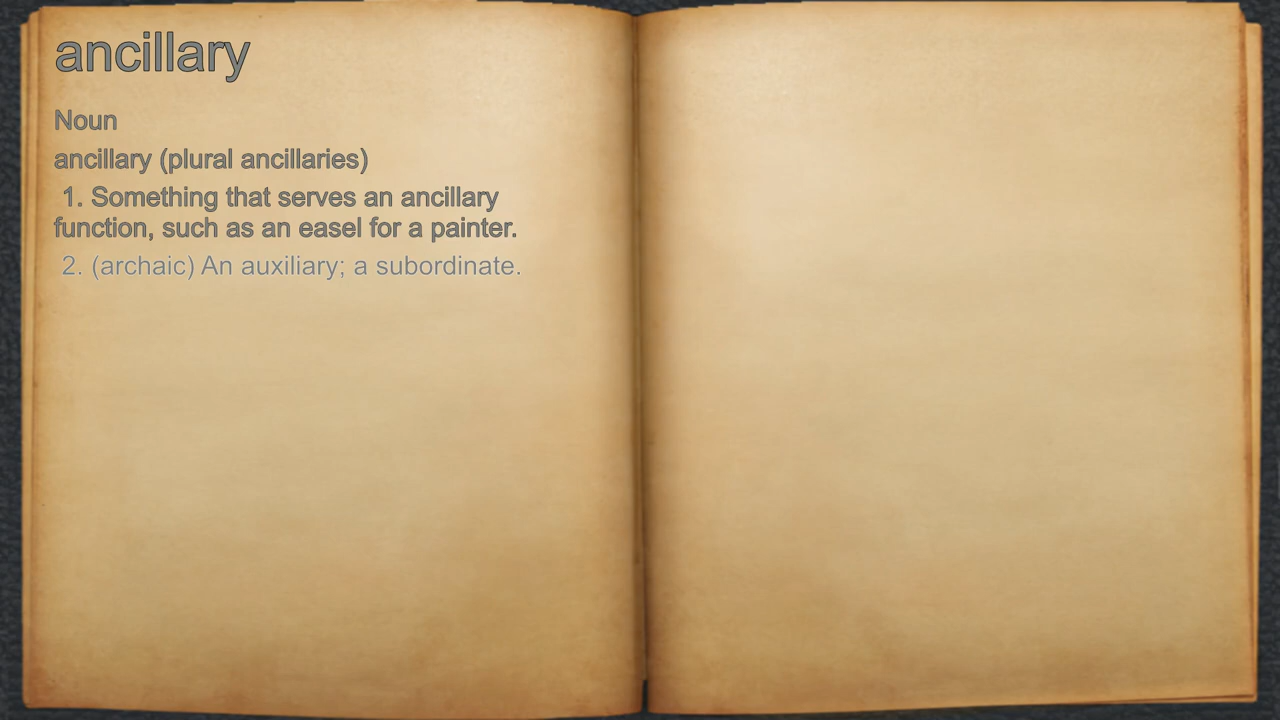 ancillary
Noun
ancillary (plural ancillaries)
1. Something that serves an ancillary
function, such as an easel for a painter.
2. (archaic) An auxiliary; a subordinate.